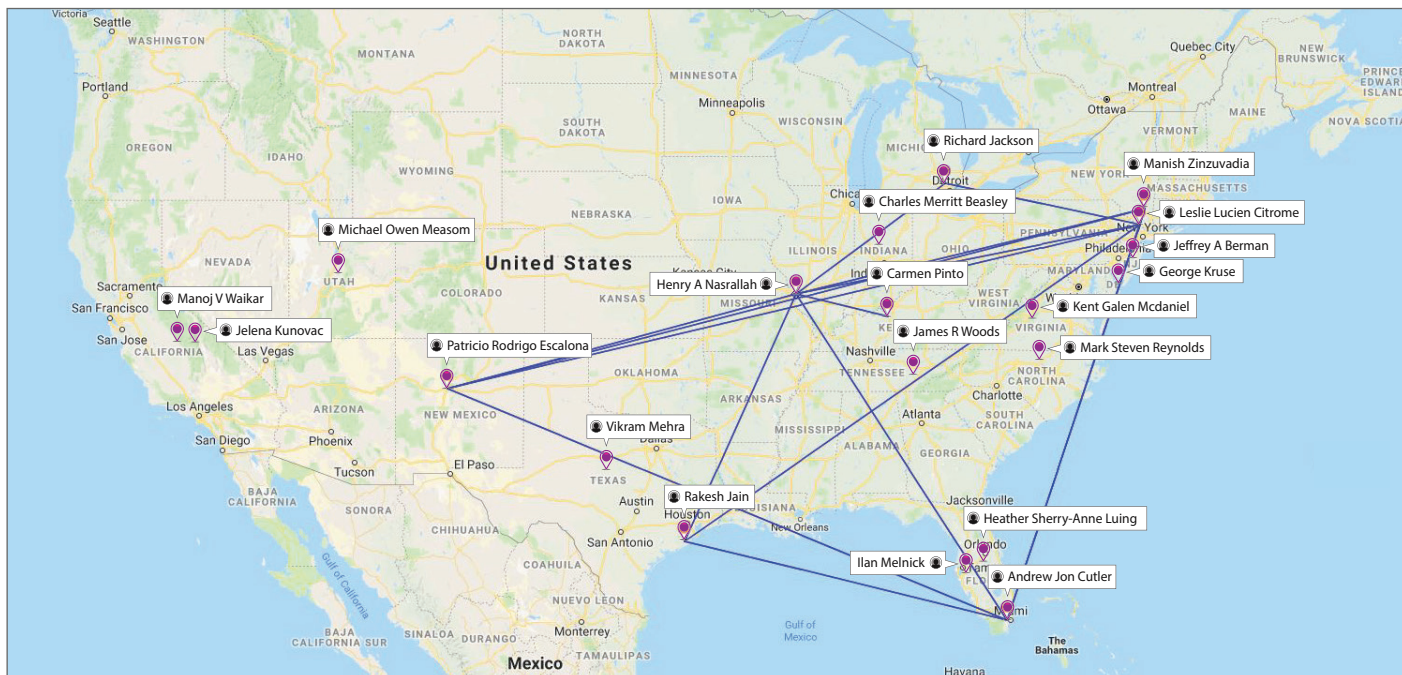 Victoria
Seattle
WASHINGTON
MONTANA
NORTH
DAKOTA
MINNESOTA
Quebec City
NEW
BRUNSWICK
PRINCE
EDWARD
ISLAND
Portland
Minneapolis
WISCONSIN
Ottawa
Montreal
MAINE
NOVA SCOTIA
OREGON
IDAHO
SOUTH
DAKOTA
VERMONT
Richard Jackson
WYOMING
Detroit
NEW YORK
Manish Zinzuvadia
MASSACHUSETTS
IOWA
Charles Merritt Beasley
NEBRASKA
Leslie Lucien Citrome
Michael Owen Measom
PENNSYLVANIA
ILLINOIS
INDIANA
OHIO
Philadelphia
Jeffrey A Berman
NEVADA
UTAH
United States
MARYLAND
George Kruse
COLORADO
Carmen Pinto
Henry A Nasrallah
KANSAS
MISSOURI
WEST
VIRGINIA
Sacramento
Manoj V Waikar
San Francisco
Kent Galen Mcdaniel
VIRGINIA
San Jose
Jelena Kunovac
CALIFORNIA
Las Vegas
James R Woods
Patricio Rodrigo Escalona
Nashville
TENNESSEE
Mark Steven Reynolds
NORTH
CAROLINA
OKLAHOMA
Charlotte
Los Angeles
ARIZONA
NEW MEXICO
ARKANSAS
SOUTH
CAROLINA
Atlanta
San Diego
Phoenix
Vikram Mehra
Dallas
MISSISSIPPI
ALABAMA
GEORGIA
Tucson
El Paso
TEXAS
BAJA
CALIFORNIA
SONORA
Austin
Rakesh Jain
Houston
Jacksonville
CHIHUAHUA
San Antonio
New Orleans
Heather Sherry-Anne Luing
Orlando
COAHUILA
Ilan Melnick
Andrew Jon Cutler
Gulf of
California
NUEVO LEON
Miami
BAJA
CALIFORNIA SUR
SINALOA
DURANGO
Monterrey
Gulf of
Mexico
The
Bahamas
TAMAULIPAS
Mexico
Havana